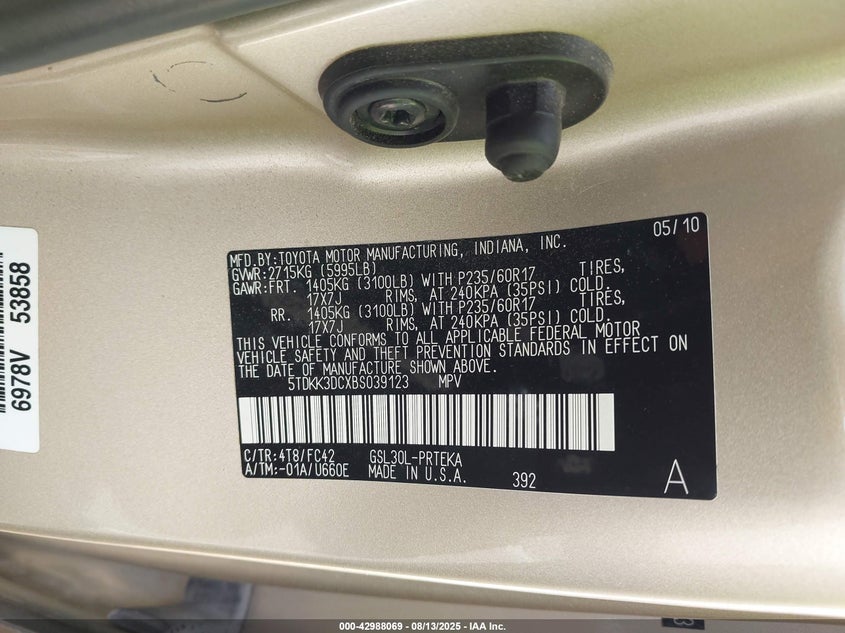 05/10
MFD.BY:TOYOTA MOTOR MANUFACTURING, INDIANA, INC.
GVWR:2715KG (5995LB)
GAWR:FRT. 1405KG (3100LB) WITH P235/60R17 TIRES,
17X7J RIMS, AT 240KPA (35PSI) COLD.
RR. 1405KG (3100LB) WITH P235/60R17 TIRES,
17X7J RIMS, AT 240KPA (35PSI) COLD.
THIS VEHICLE CONFORMS TO ALL APPLICABLE FEDERAL MOTOR
VEHICLE SAFETY AND THEFT PREVENTION STANDARDS IN EFFECT ON
THE DATE OF MANUFACTURE SHOWN ABOVE.
5TDKK3DCXBS039123 MPV
C/TR:4T8/FC42 GSL30L-PRTEKA
A/TM:-01A/U660E MADE IN U.S.A. 392 A
6978V 53858
000-42988069 - 08/13/2025 - IAA Inc.